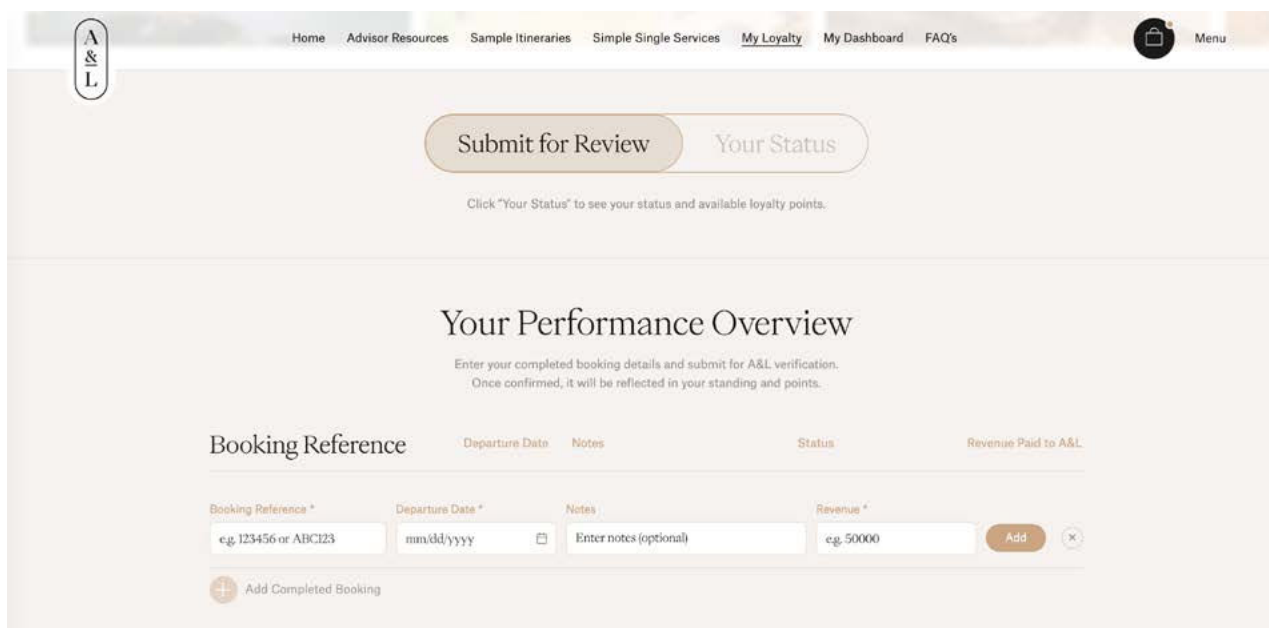 A
&
L
Home Advisor Resources Sample Itineraries Simple Single Services My Loyalty My Dashboard FAQ's Menu
Submit for Review Your Status
Click "Your Status" to see your status and available loyalty points.
Your Performance Overview
Enter your completed booking details and submit for A&L verification.
Once confirmed, it will be reflected in your standing and points.
Booking Reference Departure Date Notes Status Revenue Paid to A&L
Booking Reference * Departure Date * Notes Revenue *
e.g. 123456 or ABC123 mm/dd/yyyy Enter notes (optional) e.g. 50000 Add
Add Completed Booking